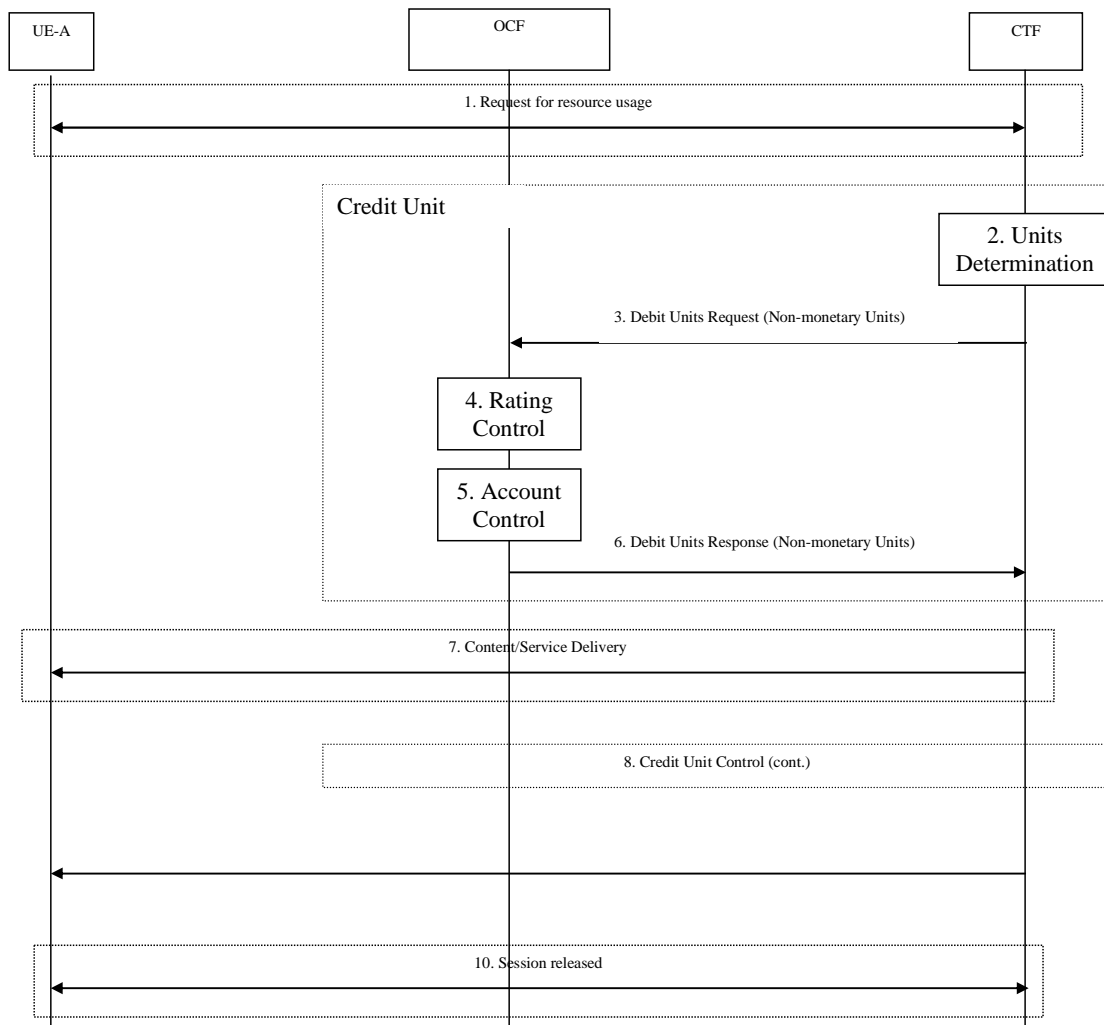 UE-A
OCF
CTF
1. Request for resource usage
Credit Unit
2. Units
Determination
3. Debit Units Request (Non-monetary Units)
4. Rating
Control
5. Account
Control
6. Debit Units Response (Non-monetary Units)
7. Content/Service Delivery
8. Credit Unit Control (cont.)
10. Session released